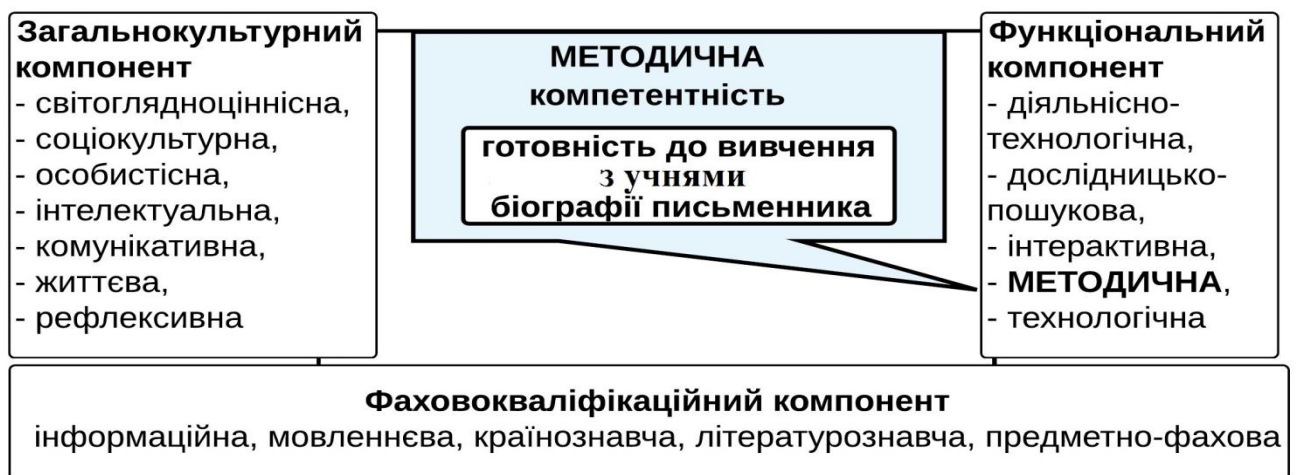 Загальнокультурний
компонент
- світоглядноціннісна,
- соціокультурна,
- особистісна,
- інтелектуальна,
- комунікативна,
- життєва,
- рефлексивна
МЕТОДИЧНА
компетентність
готовність до вивчення
з учнями
біографії письменника
Функціональний
компонент
- діяльнісно-
технологічна,
- дослідницько-
пошукова,
- інтерактивна,
- МЕТОДИЧНА,
- технологічна
Фаховокваліфікаційний компонент
інформаційна, мовленнєва, країнознавча, літературознавча, предметно-фахова